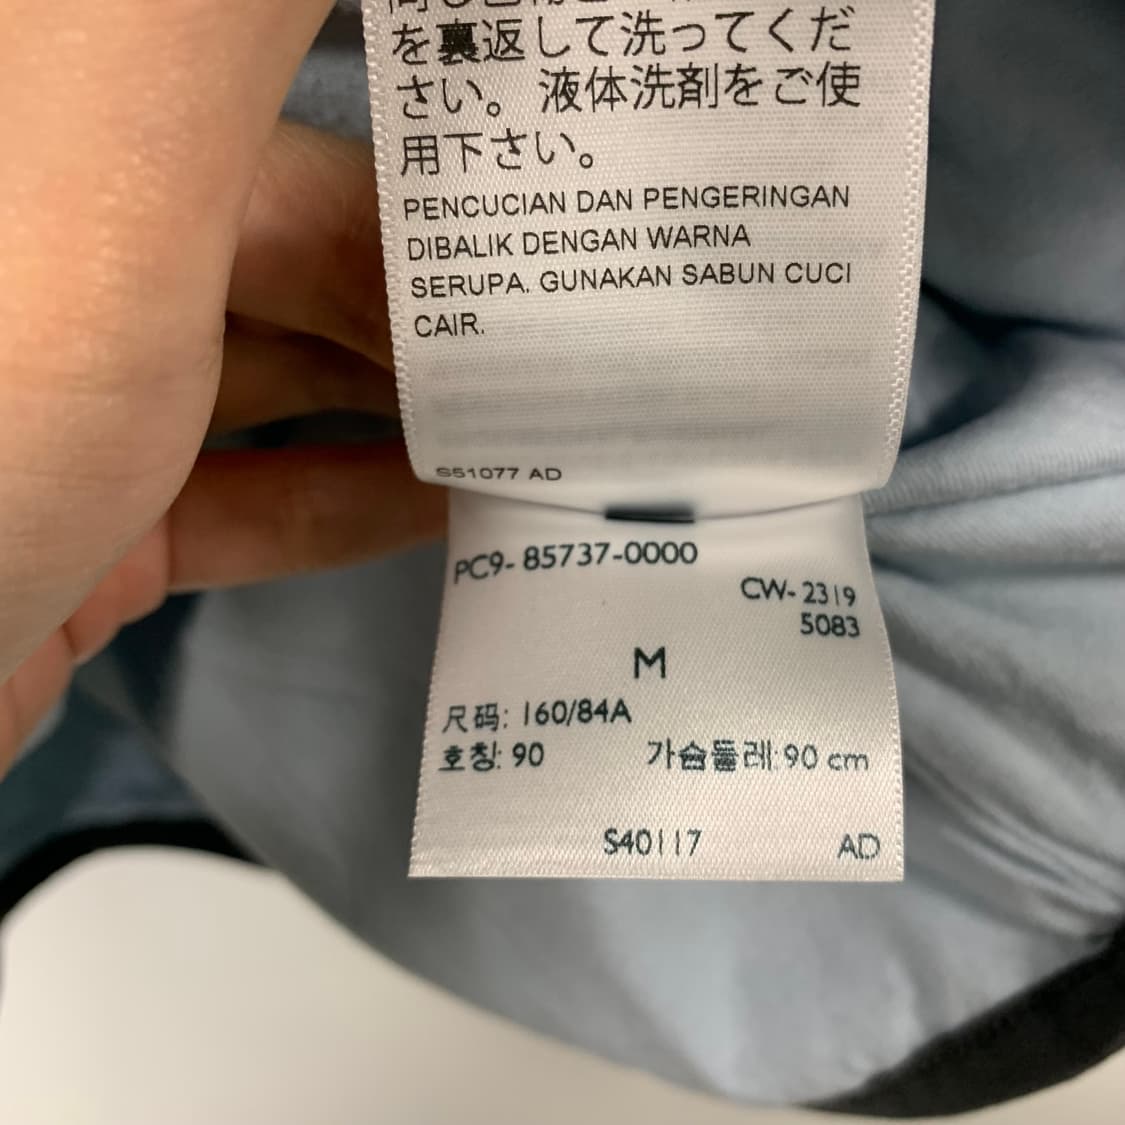 を裏返して洗ってくだ
さい。 液体洗剤をご使
用下さい。
PENCUCIAN DAN PENGERINGAN
DIBALIK DENGAN WARNA
SERUPA. GUNAKAN SABUN CUCI
CAIR.
S51077 AD
PC9- 85737-0000
CW- 2319
5083
M
尺码: 160/84A
호칭: 90 가슴둘레: 90 cm
S40117 AD